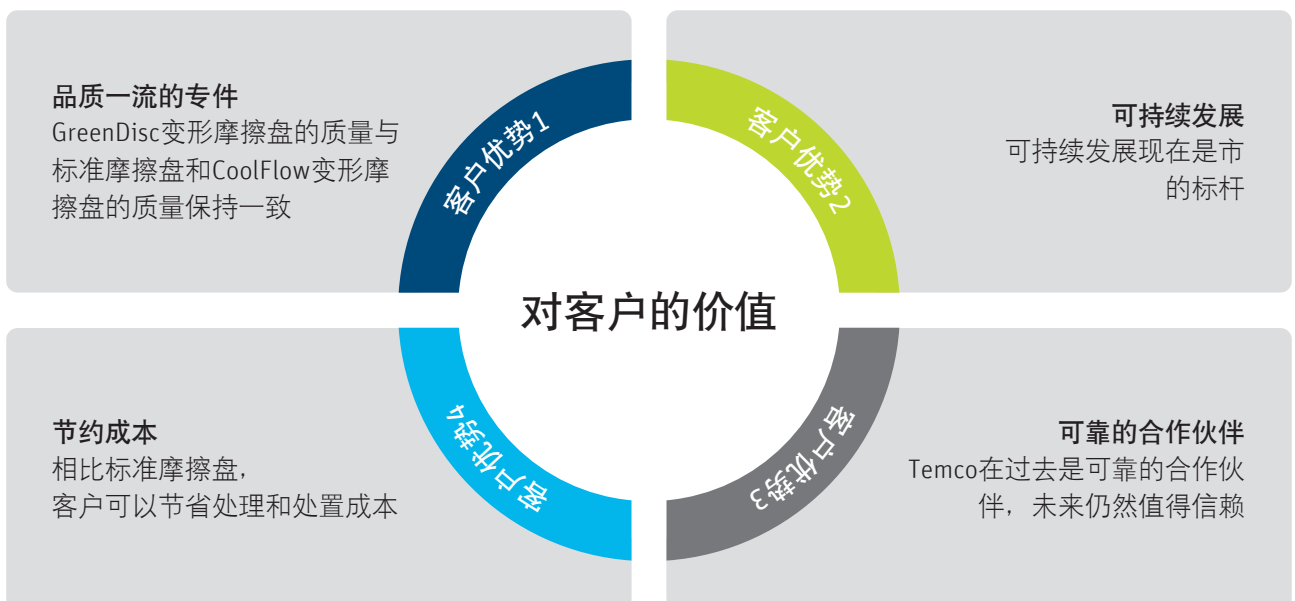 品质一流的专件
GreenDisc变形摩擦盘的质量与
标准摩擦盘和CoolFlow变形摩
擦盘的质量保持一致
客户优势1
客户优势2
可持续发展
可持续发展现在是市
的标杆
对客户的价值
节约成本
相比标准摩擦盘，
客户可以节省处理和处置成本
客户优势4
客户优势3
可靠的合作伙伴
Temco在过去是可靠的合作伙
伴，未来仍然值得信赖